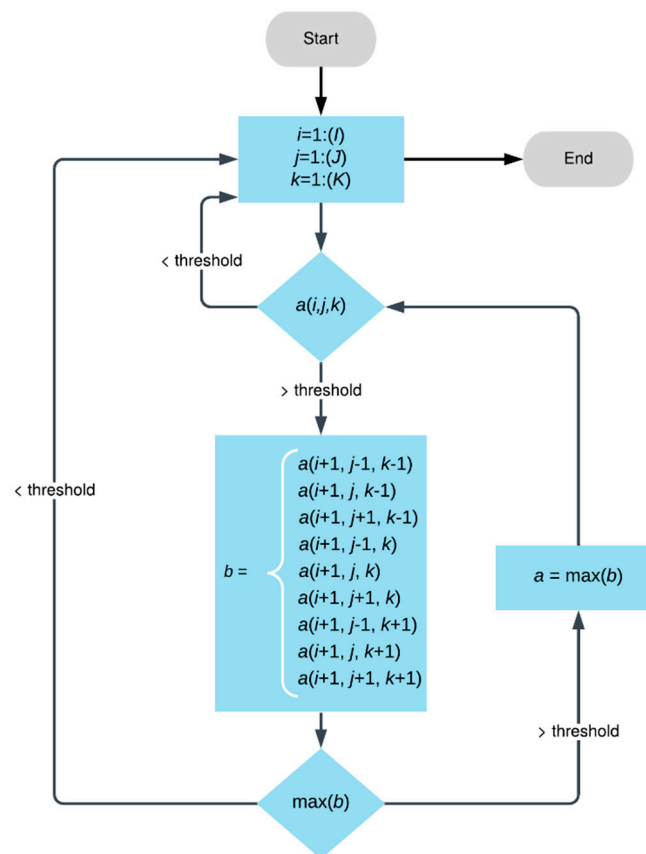 Start
i=1:(I)
j=1:(J)
k=1:(K)
End
< threshold
a(i,j,k)
> threshold
a(i+1, j-1, k-1)
a(i+1, j, k-1)
a(i+1, j+1, k-1)
a(i+1, j-1, k)
b =
a(i+1, j, k)
a(i+1, j+1, k)
a(i+1, j-1, k+1)
a(i+1, j, k+1)
a(i+1, j+1, k+1)
< threshold
a = max(b)
> threshold
max(b)